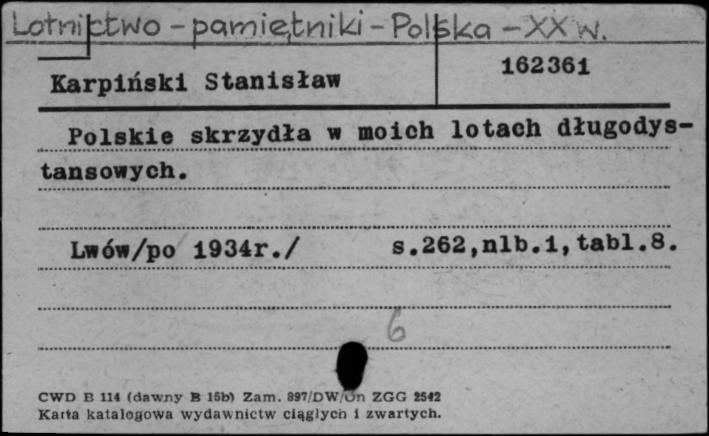 Lotnictwo - pamiętniki - Polska - XX w.
Karpiński Stanisław 162361
Polskie skrzydła w moich lotach długodys-
tansowych.
Lwów/po 1934r./ s.262,nlb.1,tabl.8.
6
CWD B 114 (dawny B 15b) Zam. 897/DW/Un ZGG 2542
Karta katalogowa wydawnictw ciągłych i zwartych.